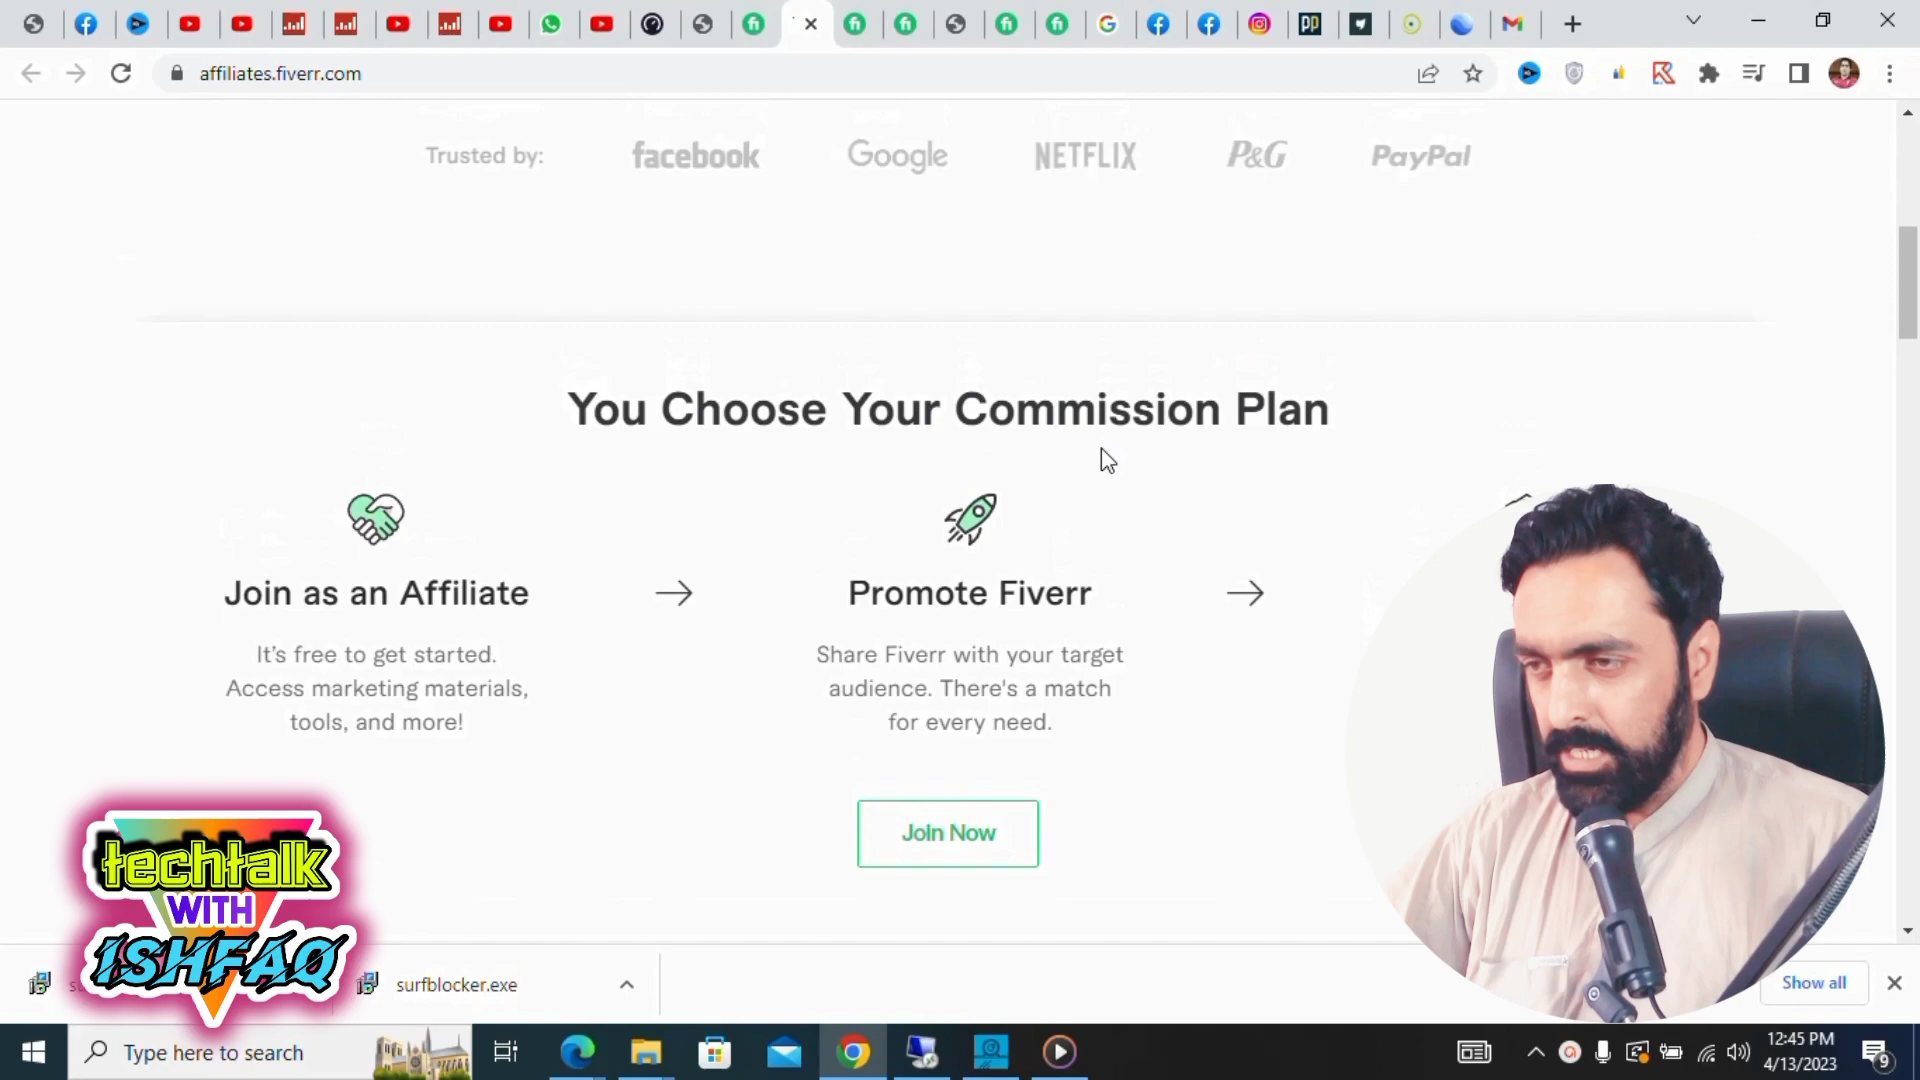 affiliates.fiverr.com
Trusted by:
facebook
Google
NETFLIX
P&G
PayPal
You Choose Your Commission Plan
Join as an Affiliate
It's free to get started.
Access marketing materials,
tools, and more!
Promote Fiverr
Share Fiverr with your target
audience. There's a match
for every need.
Join Now
techtalk
WITH
ISHFAQ
surfblocker.exe
Show all
Type here to search
12:45 PM
4/13/2023
9